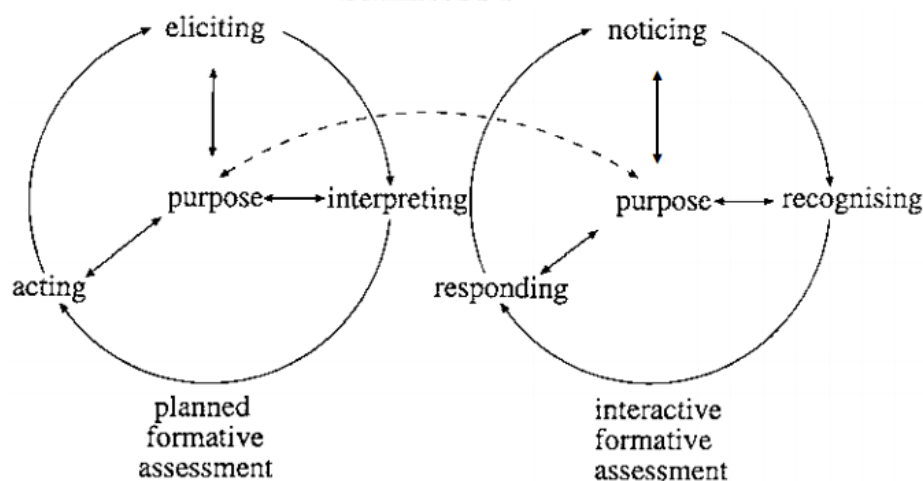 eliciting
purpose
interpreting
acting
planned
formative
assessment
noticing
purpose
recognising
responding
interactive
formative
assessment